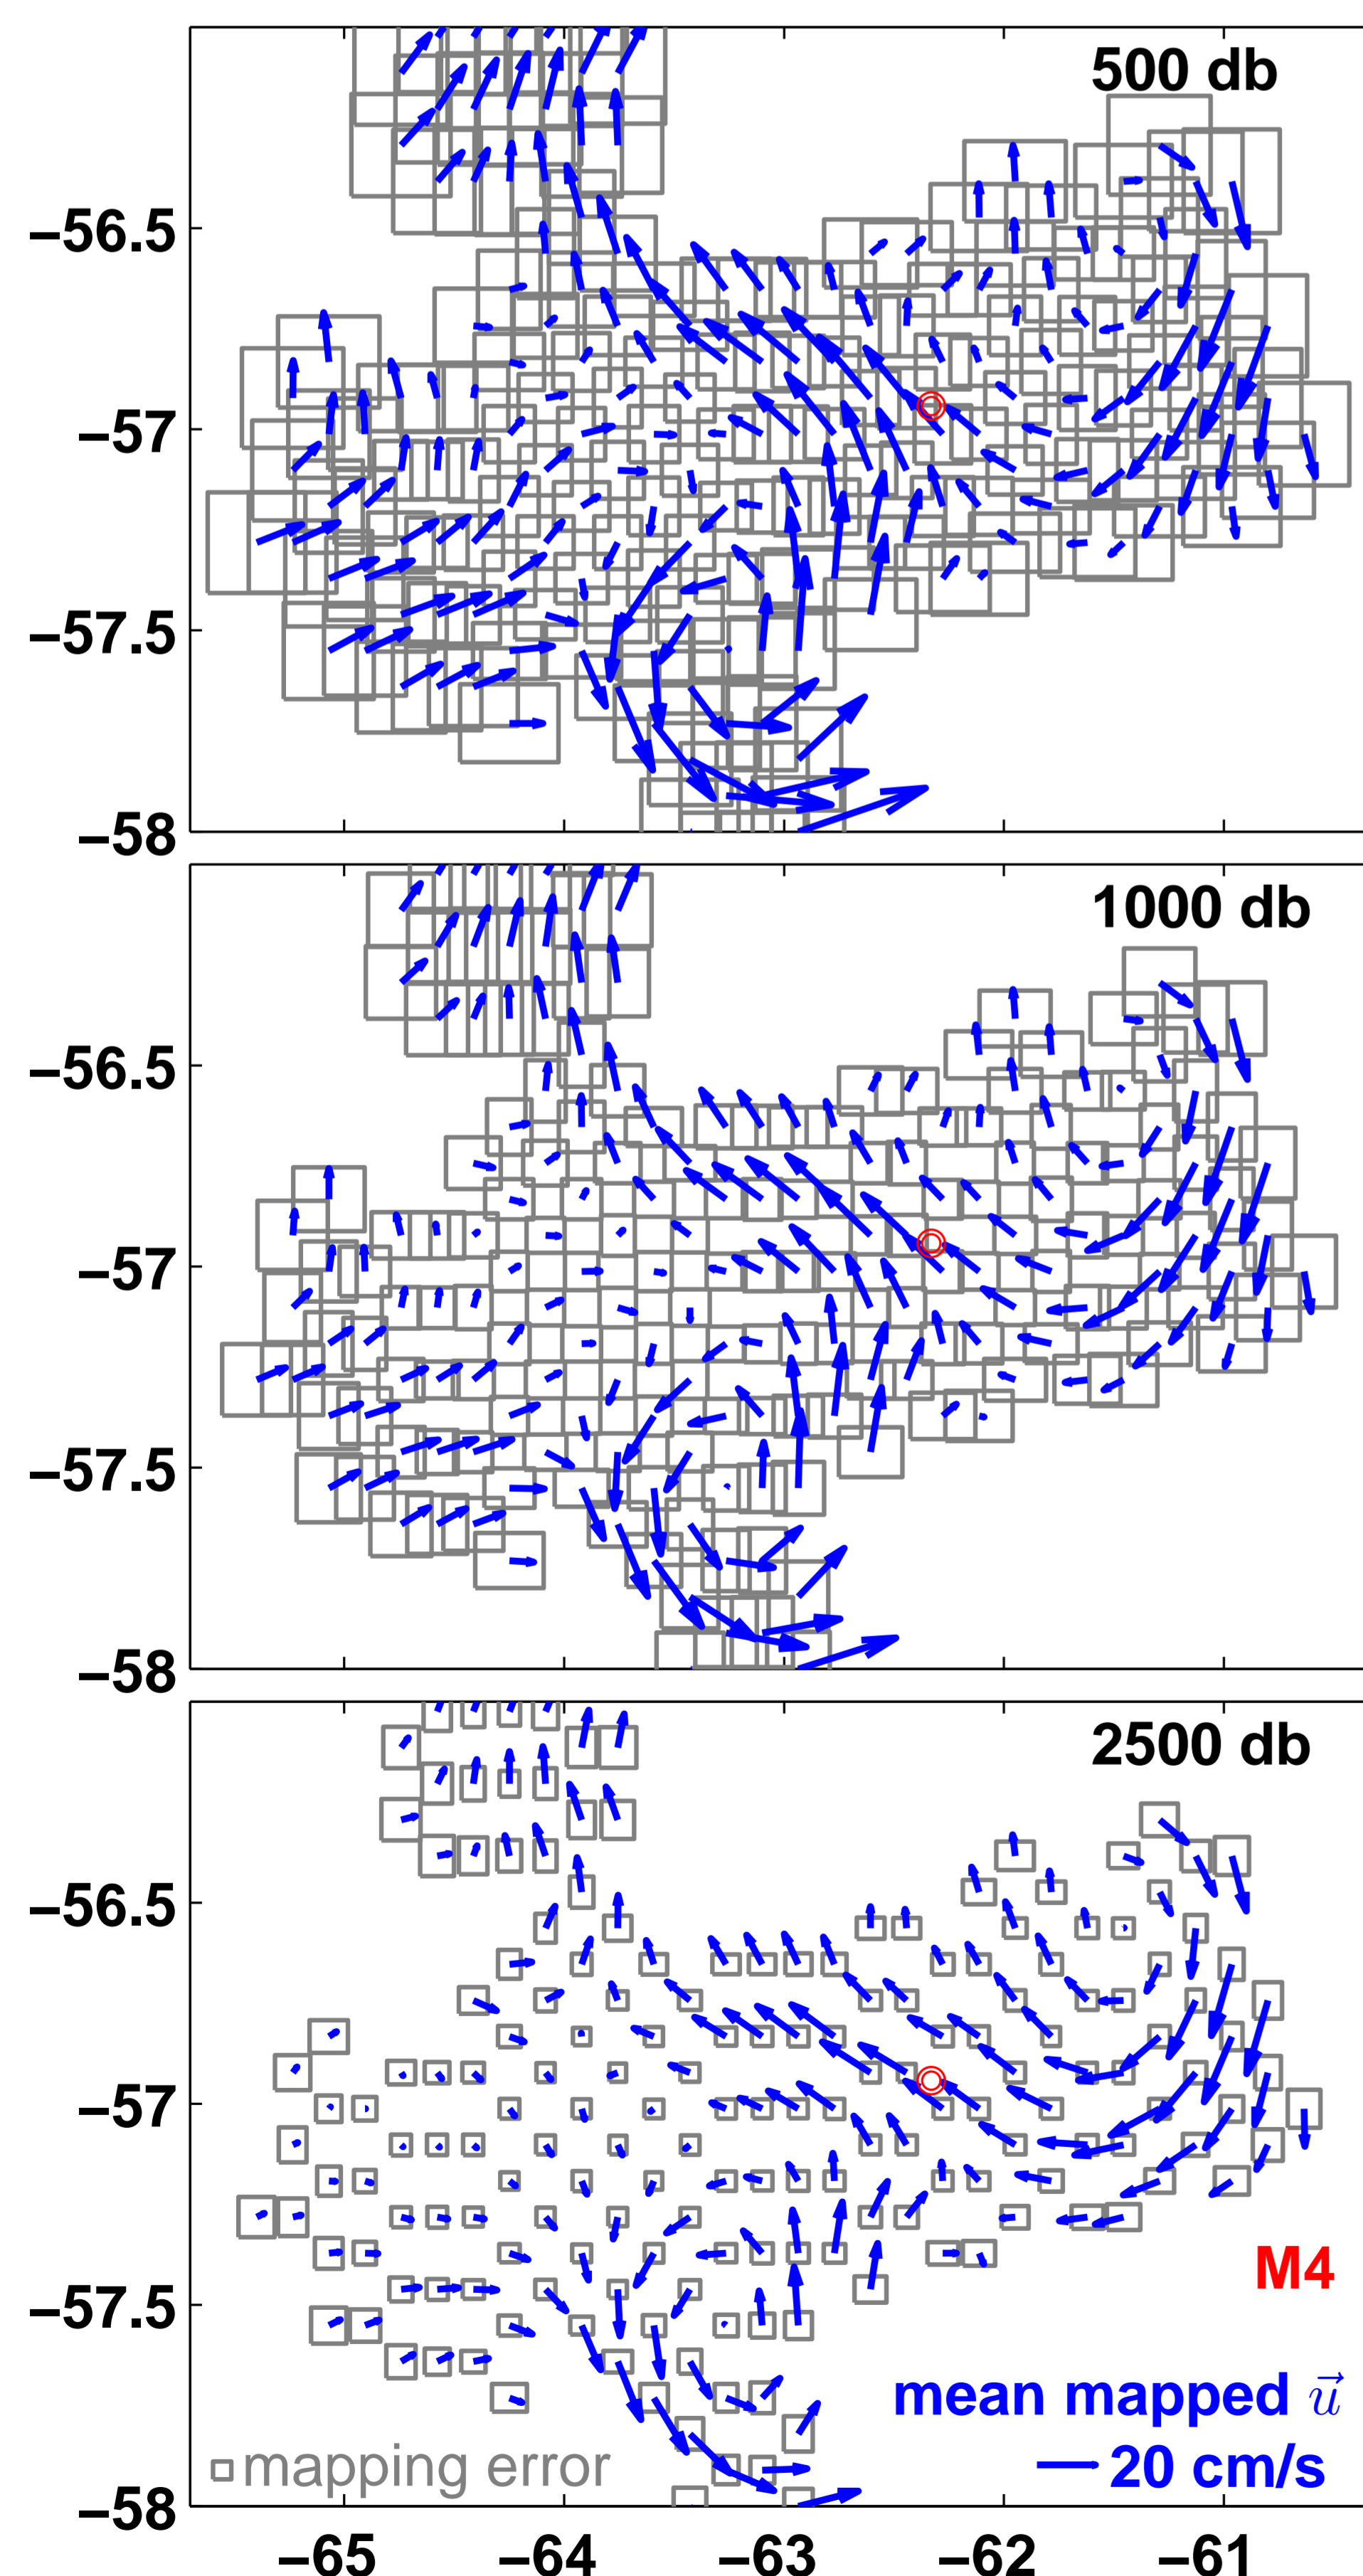 500 db
−56.5
−57
−57.5
−58
1000 db
−56.5
−57
−57.5
−58
2500 db
−56.5
−57
M4
−57.5
mean mapped u⃗
mapping error
20 cm/s
−58
−65 −64 −63 −62 −61